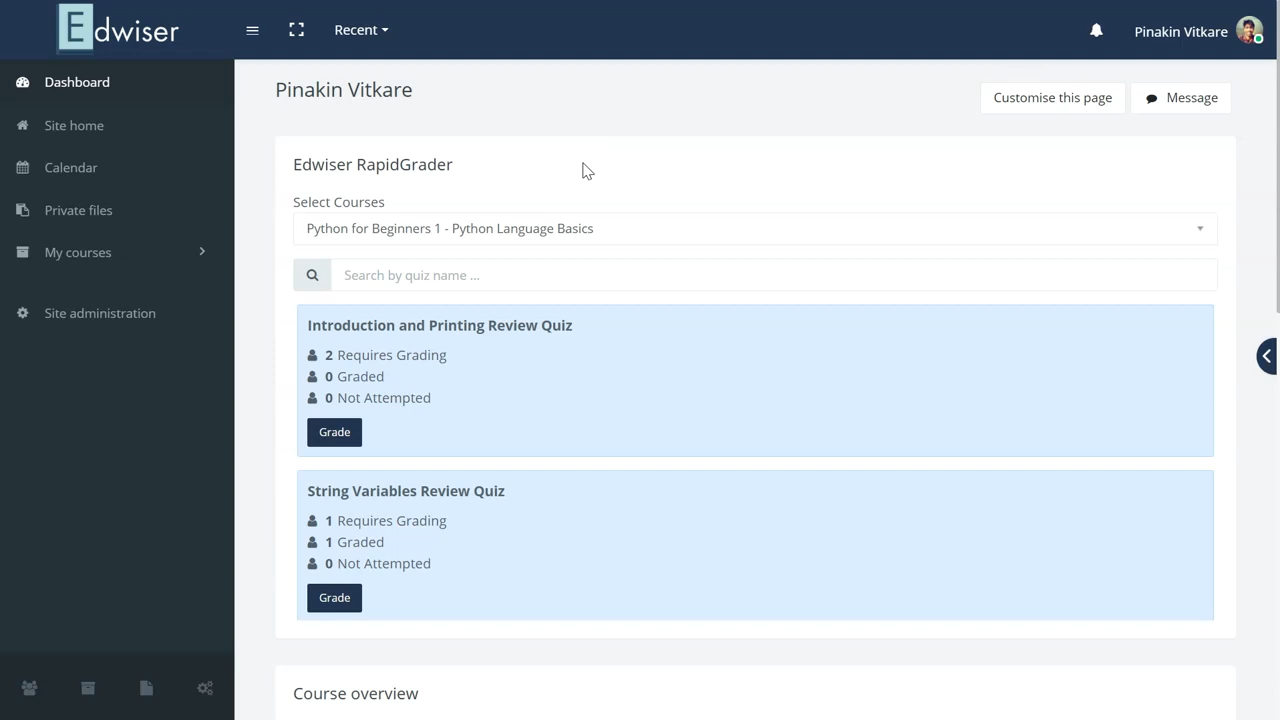 Edwiser
Recent
Pinakin Vitkare
Dashboard
Site home
Calendar
Private files
My courses
Site administration
Pinakin Vitkare
Customise this page
Message
Edwiser RapidGrader
Select Courses
Python for Beginners 1 - Python Language Basics
Search by quiz name ...
Introduction and Printing Review Quiz
2 Requires Grading
0 Graded
0 Not Attempted
Grade
String Variables Review Quiz
1 Requires Grading
1 Graded
0 Not Attempted
Grade
Course overview